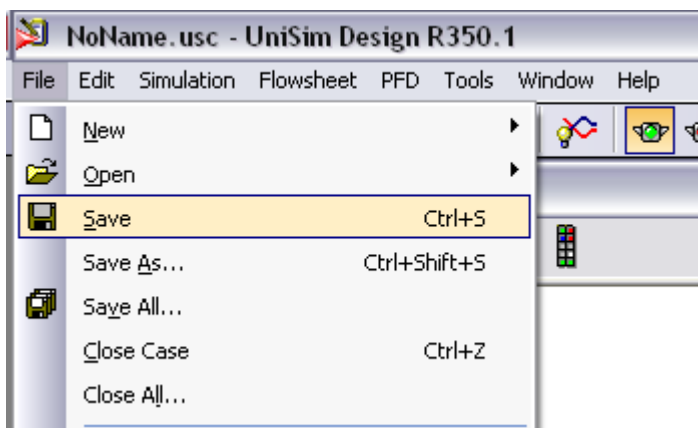 NoName.usc - UniSim Design R350.1
File Edit Simulation Flowsheet PFD Tools Window Help
New
Open
Save Ctrl+S
Save As... Ctrl+Shift+S
Save All...
Close Case Ctrl+Z
Close All...